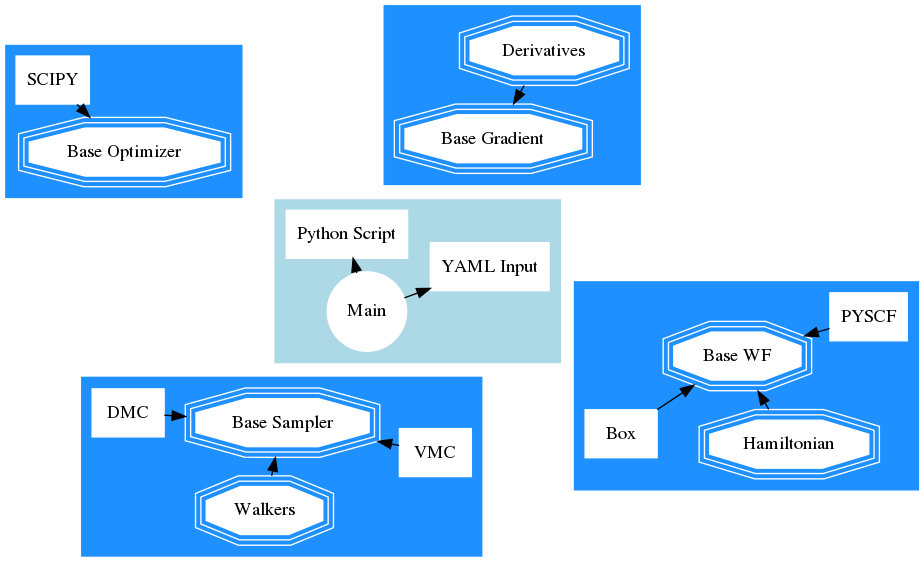 Derivatives
Base Gradient
SCIPY
Base Optimizer
Python Script
YAML Input
Main
PYSCF
Base WF
Box
Hamiltonian
DMC
Base Sampler
VMC
Walkers